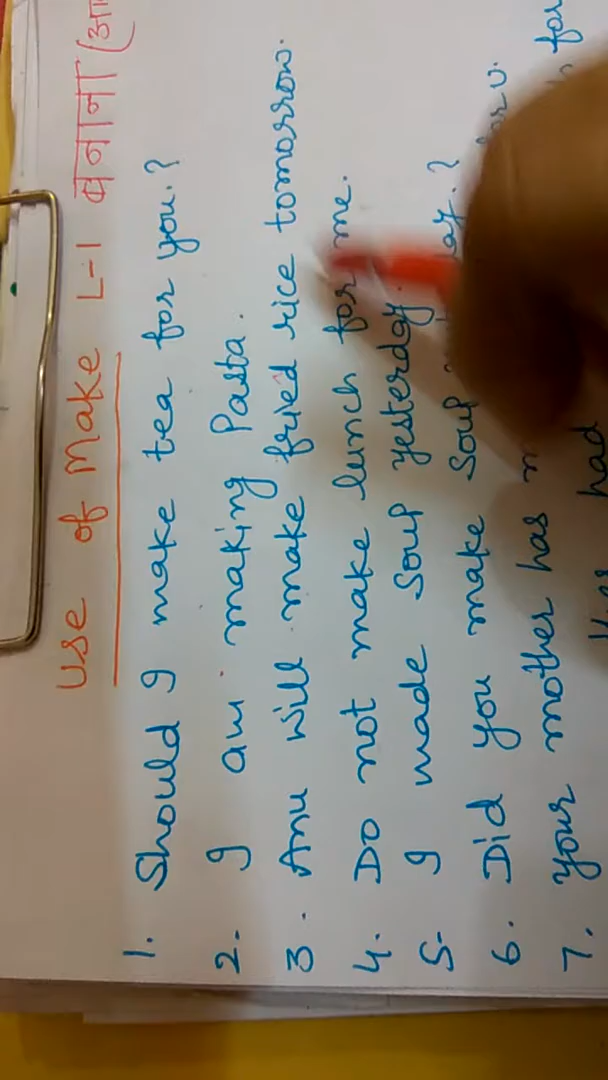 Use of Make L-1 बनाना (आ
1. Should I make tea for you.?
2. I am making Pasta.
3. Anu will make fried rice tomorrow.
4. Do not make lunch for me.
5- I made Soup yesterday.
6. Did you make Soup ?
7. your mother has for
had